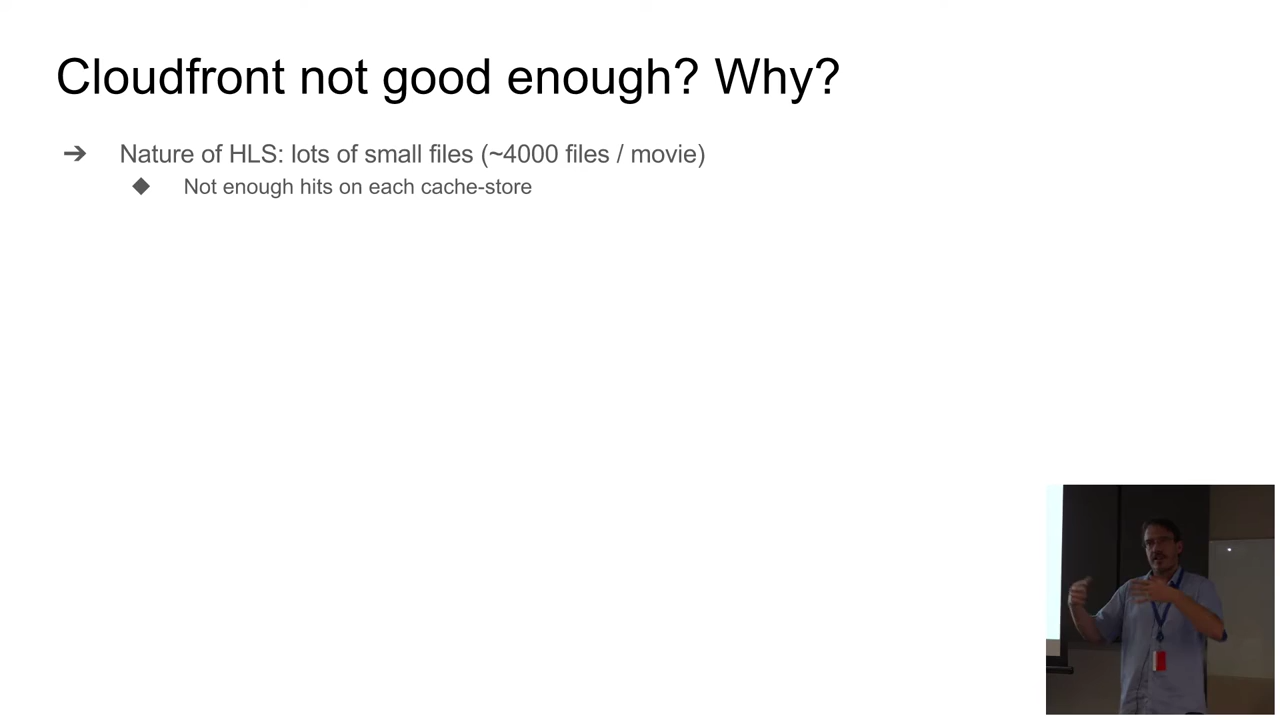 Cloudfront not good enough? Why?
➔ Nature of HLS: lots of small files (~4000 files / movie)
◆ Not enough hits on each cache-store